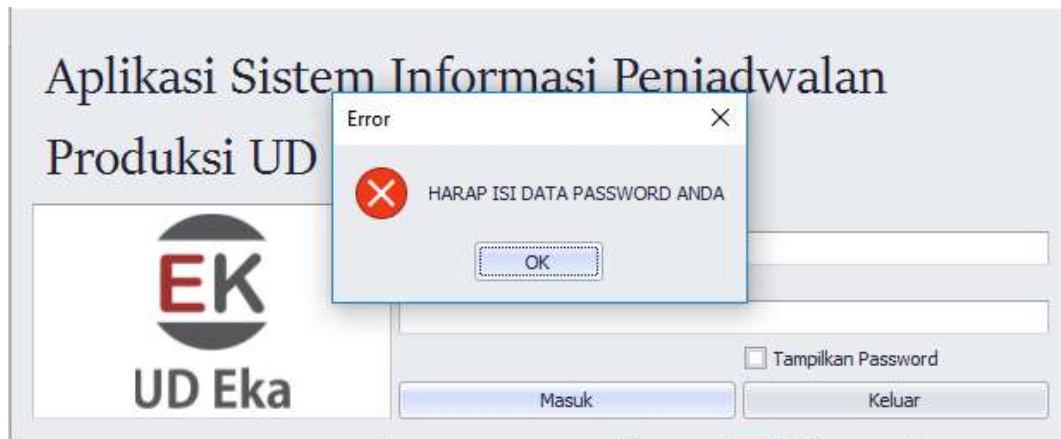 Aplikasi Sistem Informasi Penjadwalan
Produksi UD
Error
HARAP ISI DATA PASSWORD ANDA
OK
EK
UD Eka
Tampilkan Password
Masuk
Keluar